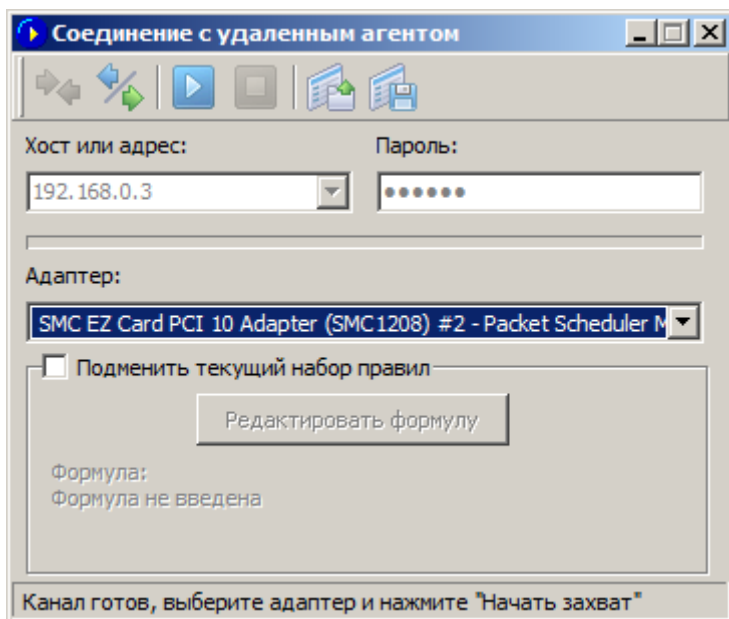 Соединение с удаленным агентом
Хост или адрес: Пароль:
192.168.0.3 ●●●●●●
Адаптер:
SMC EZ Card PCI 10 Adapter (SMC1208) #2 - Packet Scheduler M
Подменить текущий набор правил
Редактировать формулу
Формула:
Формула не введена
Канал готов, выберите адаптер и нажмите "Начать захват"